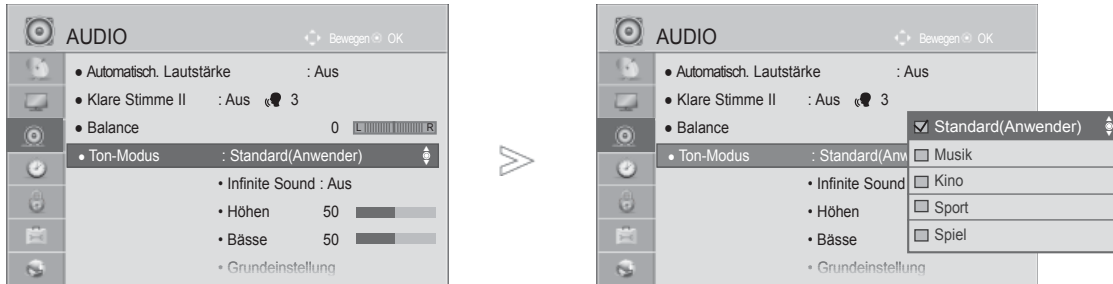 AUDIO
Bewegen OK
● Automatisch. Lautstärke : Aus
● Klare Stimme II : Aus 3
● Balance 0 L R
● Ton-Modus : Standard(Anwender)
• Infinite Sound : Aus
• Höhen 50
• Bässe 50
• Grundeinstellung
>>
AUDIO
Bewegen OK
● Automatisch. Lautstärke : Aus
● Klare Stimme II : Aus 3
● Balance
● Ton-Modus : Standard(Anw
• Infinite Sound
• Höhen
• Bässe
• Grundeinstellung
Standard(Anwender)
Musik
Kino
Sport
Spiel